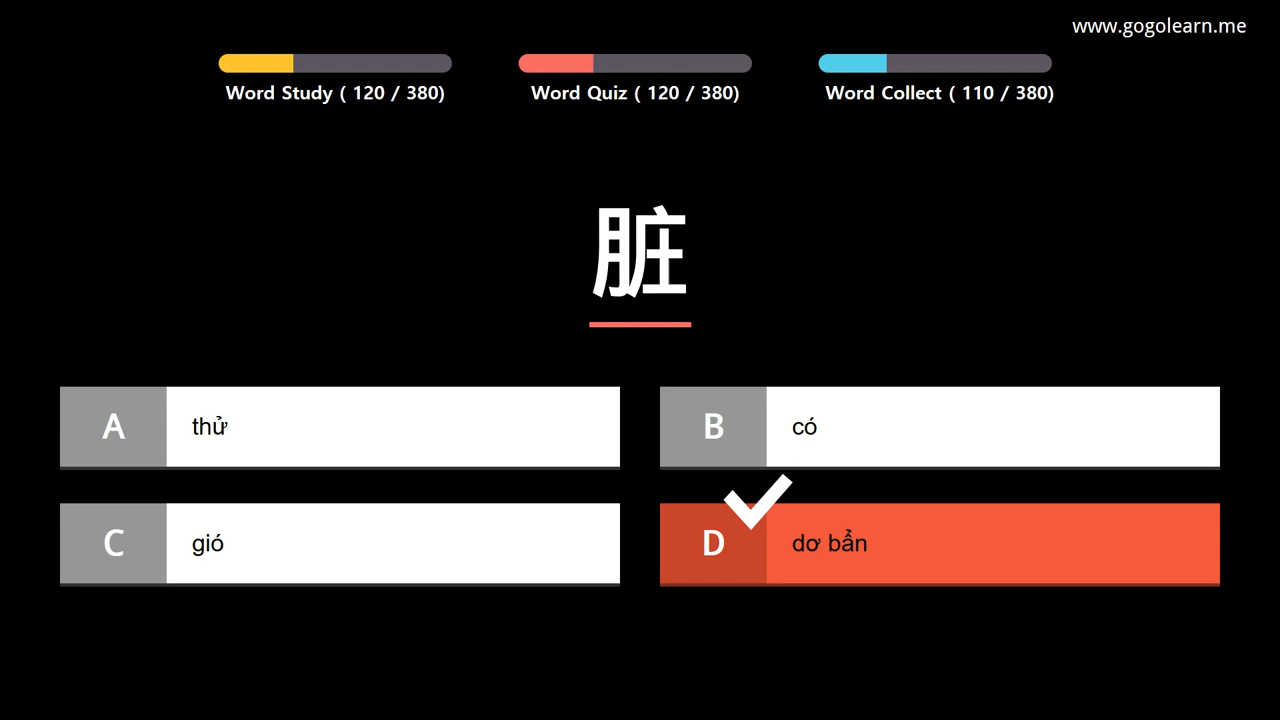 www.gogolearn.me
Word Study ( 120 / 380)
Word Quiz ( 120 / 380)
Word Collect ( 110 / 380)
脏
A thử
B có
C gió
D dơ bẩn